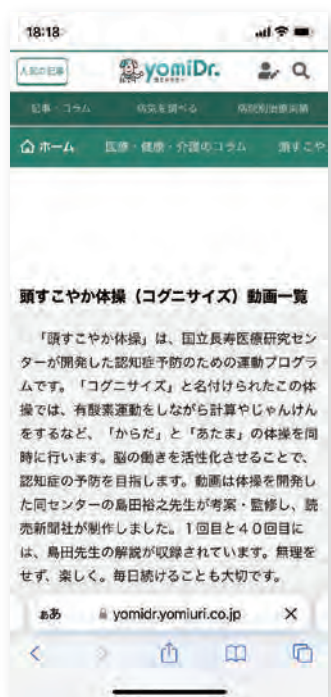 18:18
人気の記事
yomiDr.
ヨミドクター
記事・コラム 病気を調べる 病院別治療実績
ホーム 医療・健康・介護のコラム 頭すこや
頭すこやか体操（コグニサイズ）動画一覧
「頭すこやか体操」は、国立長寿医療研究セン
ターが開発した認知症予防のための運動プログラ
ムです。「コグニサイズ」と名付けられたこの体
操では、有酸素運動をしながら計算やじゃんけん
をするなど、「からだ」と「あたま」の体操を同
時に行います。脳の働きを活性化させることで、
認知症の予防を目指します。動画は体操を開発し
た同センターの島田裕之先生が考案・監修し、読
売新聞社が制作しました。１回目と４０回目に
は、島田先生の解説が収録されています。無理を
せず、楽しく。毎日続けることも大切です。
ぁあ yomidr.yomiuri.co.jp ×